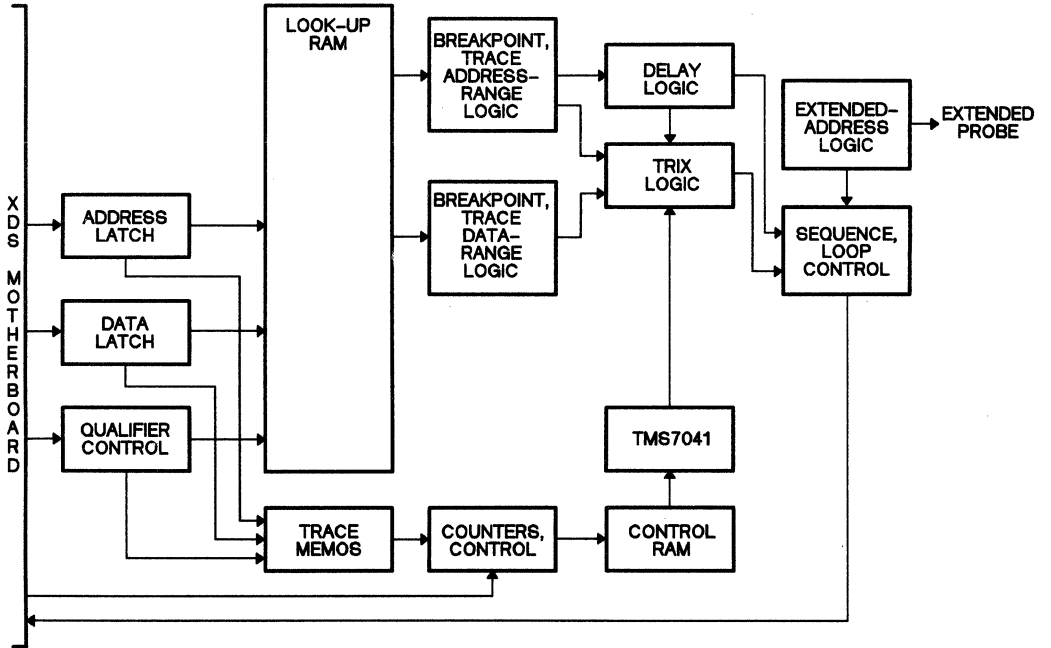 LOOK-UP
RAM
BREAKPOINT,
TRACE
ADDRESS-
RANGE
LOGIC
DELAY
LOGIC
EXTENDED-
ADDRESS
LOGIC
EXTENDED
PROBE
TRIX
LOGIC
XDS MOTHERBOARD
ADDRESS
LATCH
BREAKPOINT,
TRACE
DATA-
RANGE
LOGIC
SEQUENCE,
LOOP
CONTROL
DATA
LATCH
QUALIFIER
CONTROL
TMS7041
TRACE
MEMOS
COUNTERS,
CONTROL
CONTROL
RAM